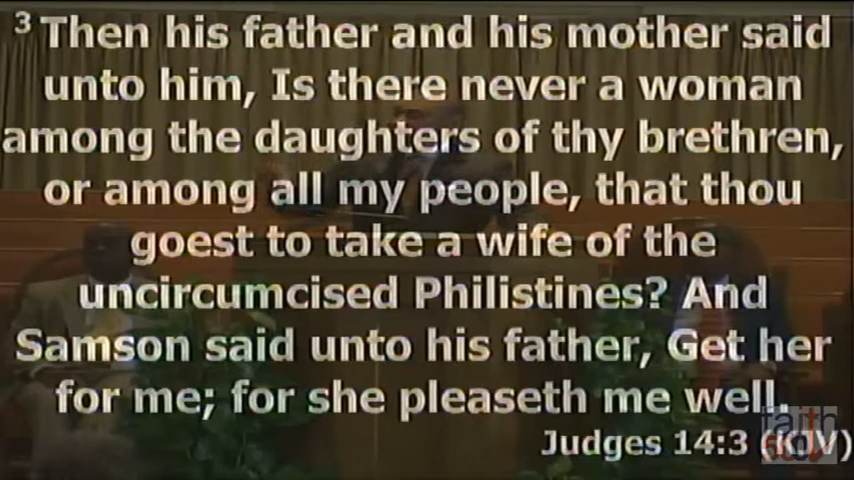 3 Then his father and his mother said
unto him, Is there never a woman
among the daughters of thy brethren,
or among all my people, that thou
goest to take a wife of the
uncircumcised Philistines? And
Samson said unto his father, Get her
for me; for she pleaseth me well.
Judges 14:3 (KJV)
faith